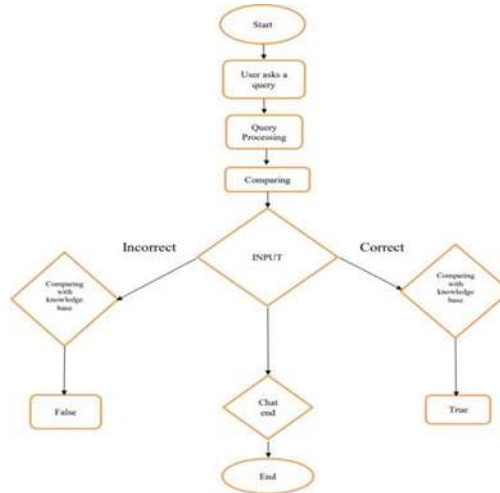 Start
User asks a
query
Query
Processing
Comparing
Incorrect
INPUT
Correct
Comparing
with
knowledge
base
Comparing
with
knowledge
base
False
Chat
end
True
End